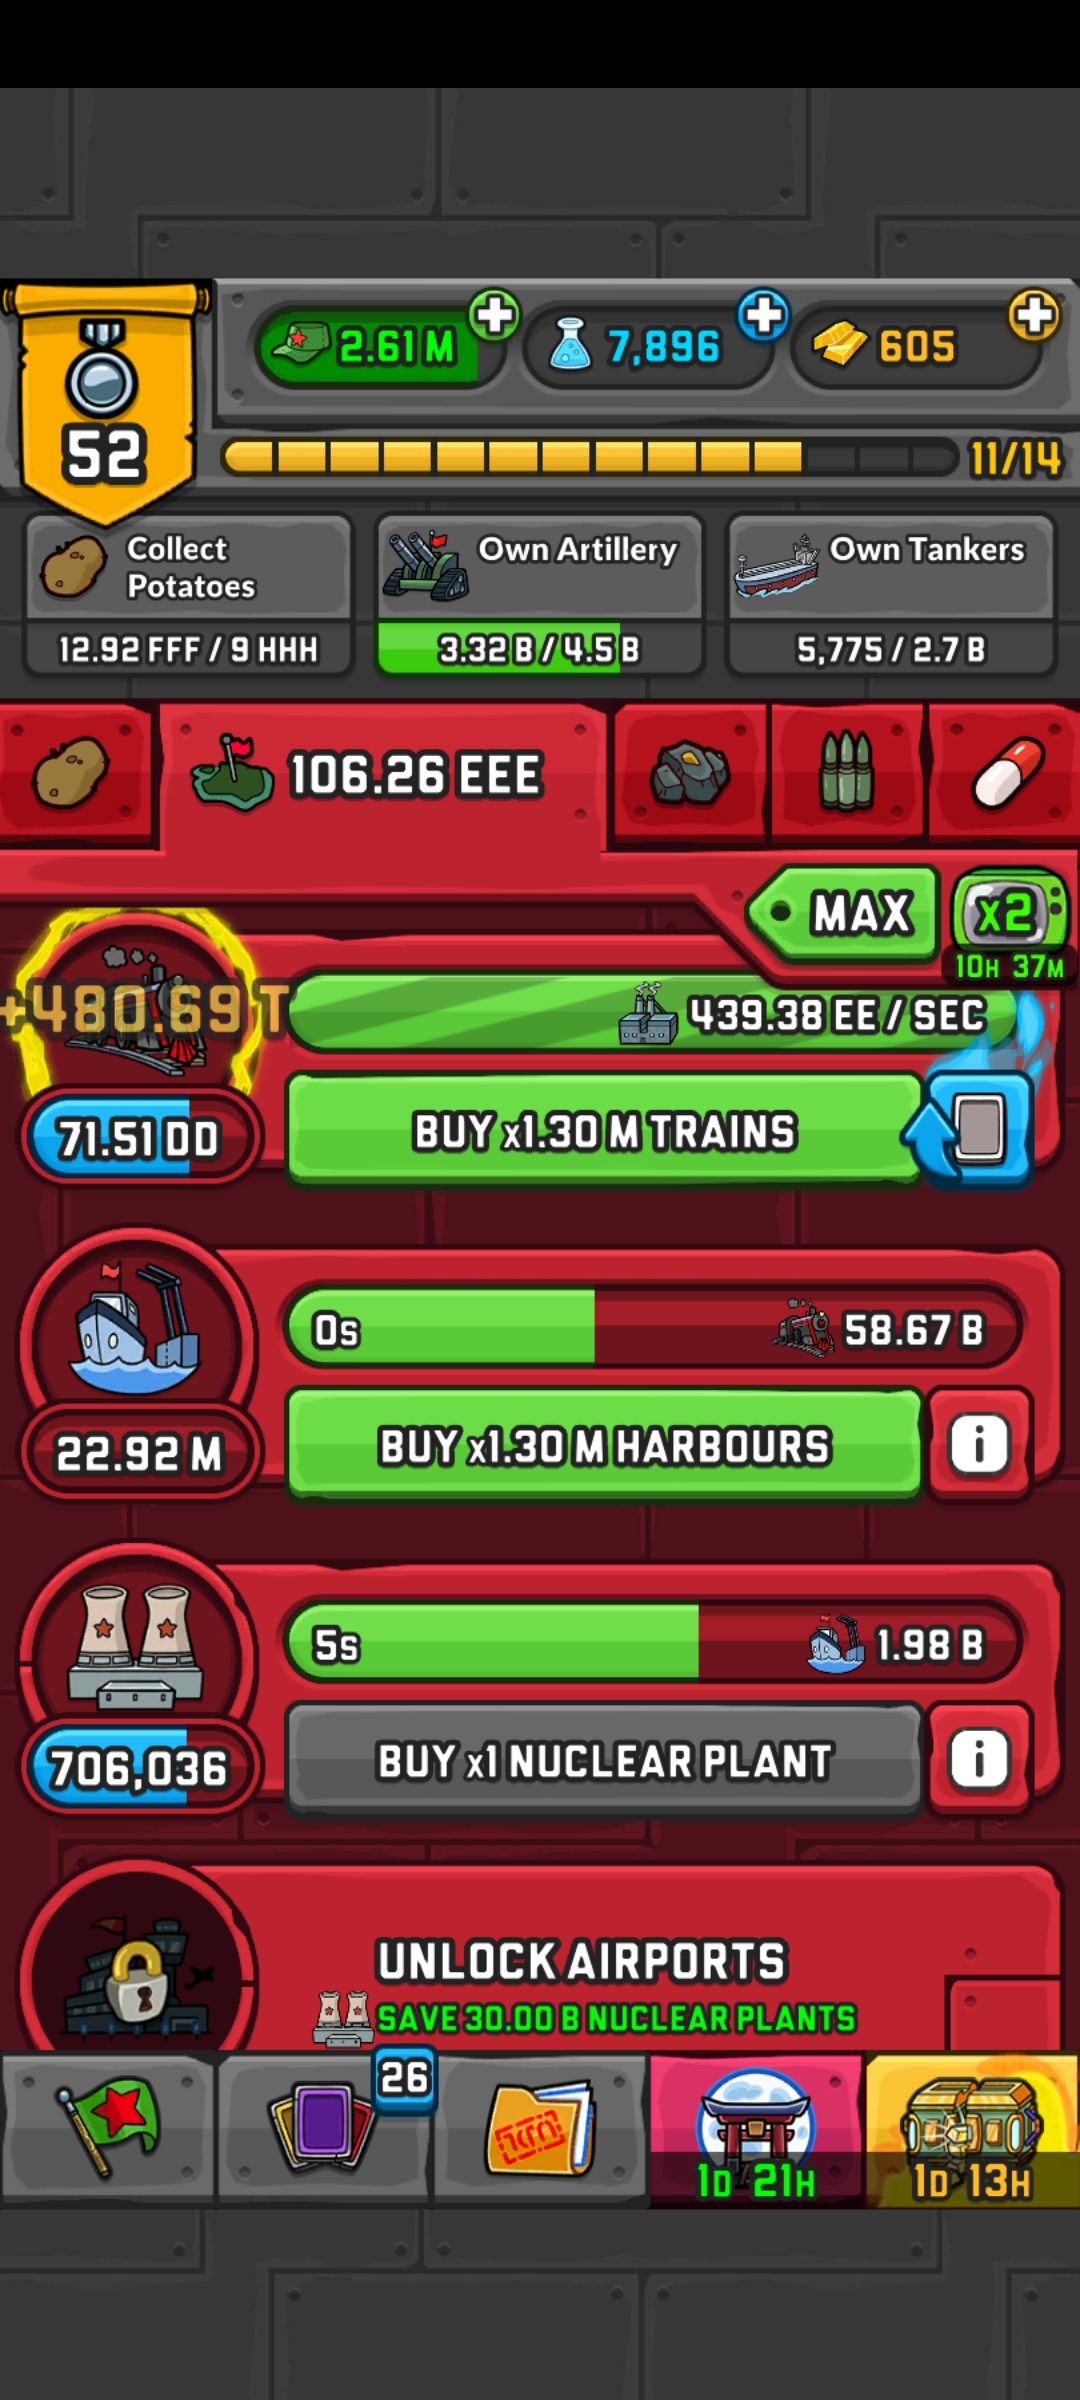 2.61 M
7,896
605
52
11/14
Collect
Potatoes
12.92 FFF / 9 HHH
Own Artillery
3.32 B / 4.5 B
Own Tankers
5,775 / 2.7 B
106.26 EEE
MAX
x2
10H 37M
+480.69 T
439.38 EE / SEC
71.51 DD
BUY x1.30 M TRAINS
0s
58.67 B
22.92 M
BUY x1.30 M HARBOURS
i
5s
1.98 B
706,036
BUY x1 NUCLEAR PLANT
i
UNLOCK AIRPORTS
SAVE 30.00 B NUCLEAR PLANTS
26
1D 21H
1D 13H